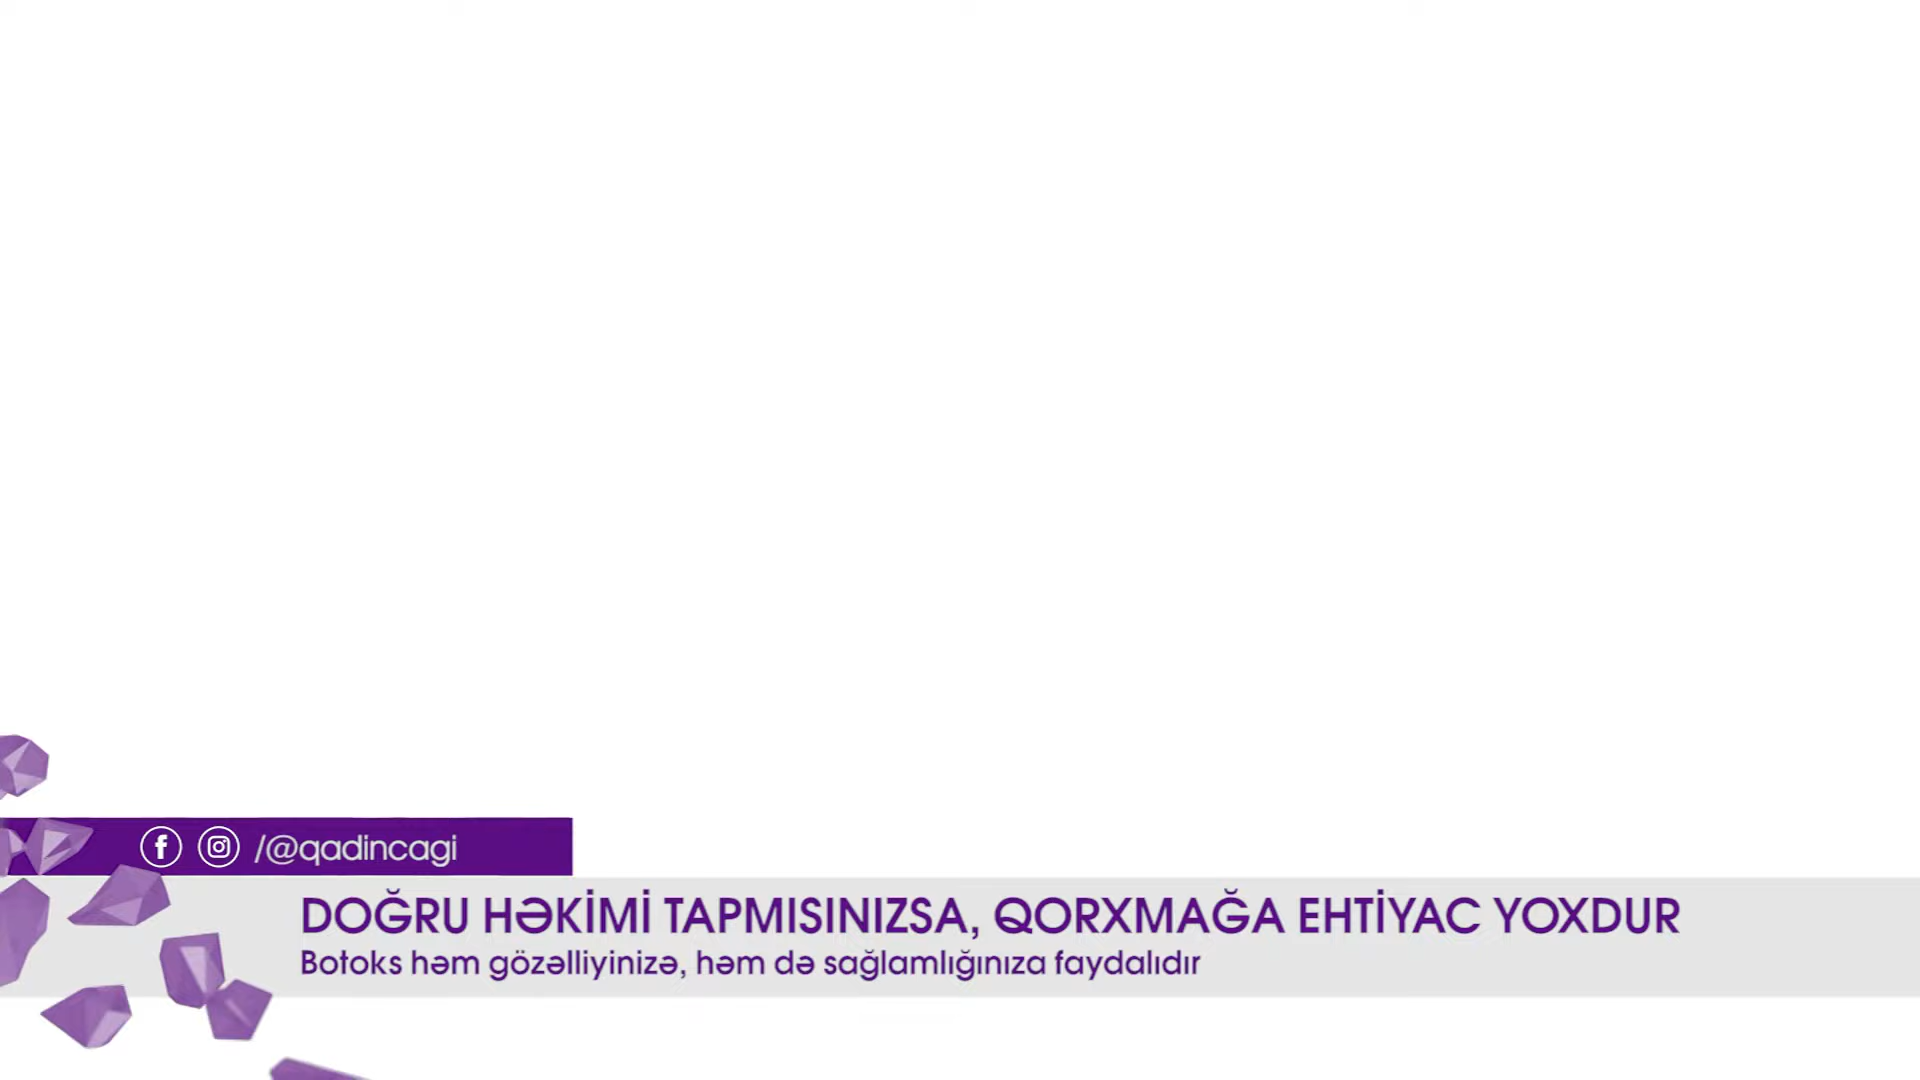 /@qadincagi
DOĞRU HƏKİMİ TAPMISINIZSA, QORXMAĞA EHTİYAC YOXDUR
Botoks həm gözəlliyinizə, həm də sağlamlığınıza faydalıdır